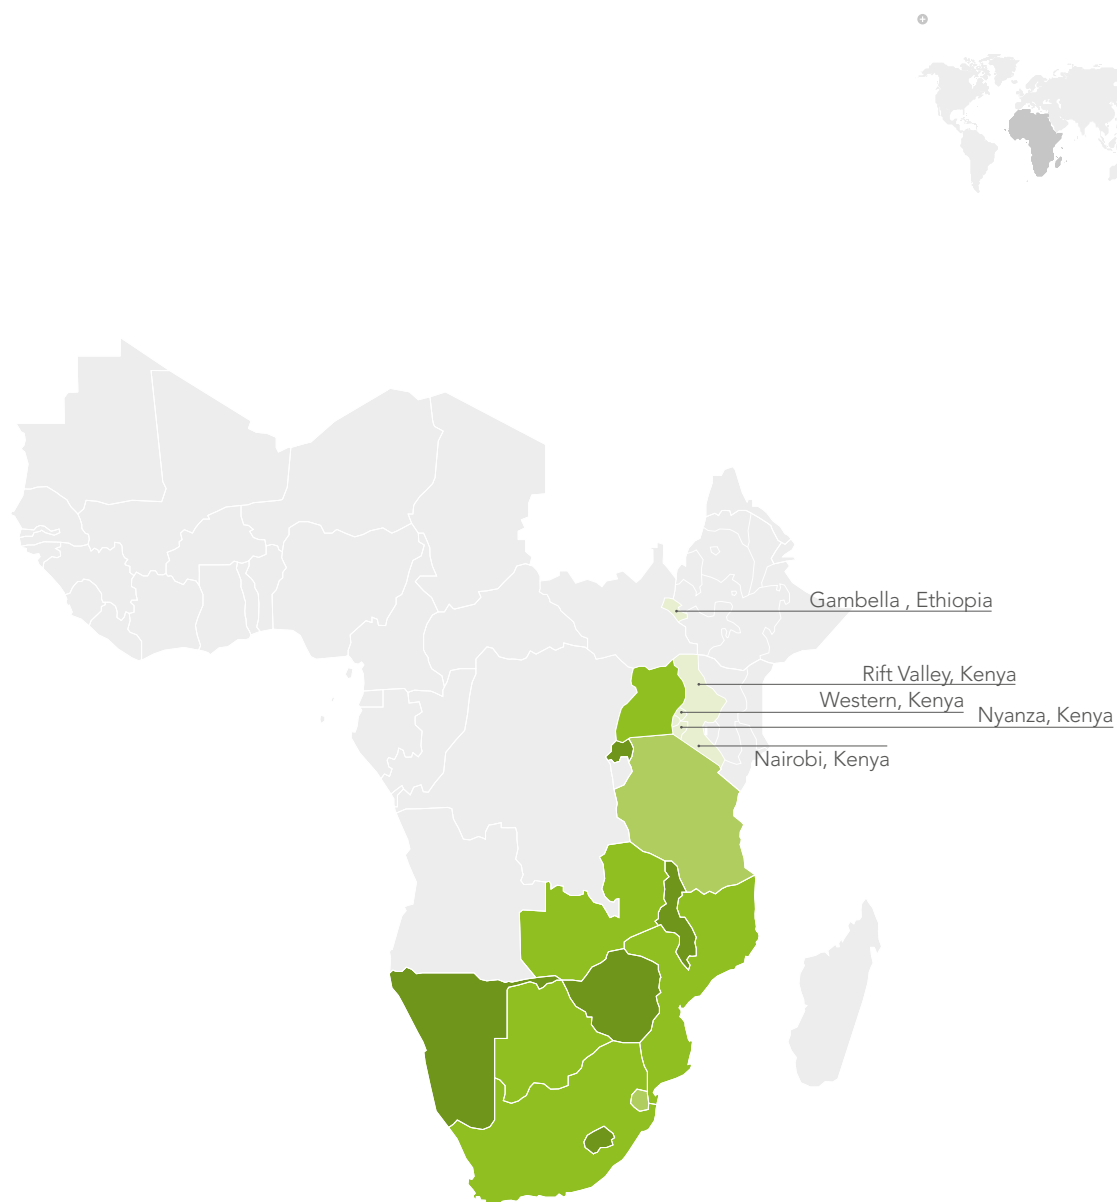 Gambella , Ethiopia
Rift Valley, Kenya
Western, Kenya
Nyanza, Kenya
Nairobi, Kenya